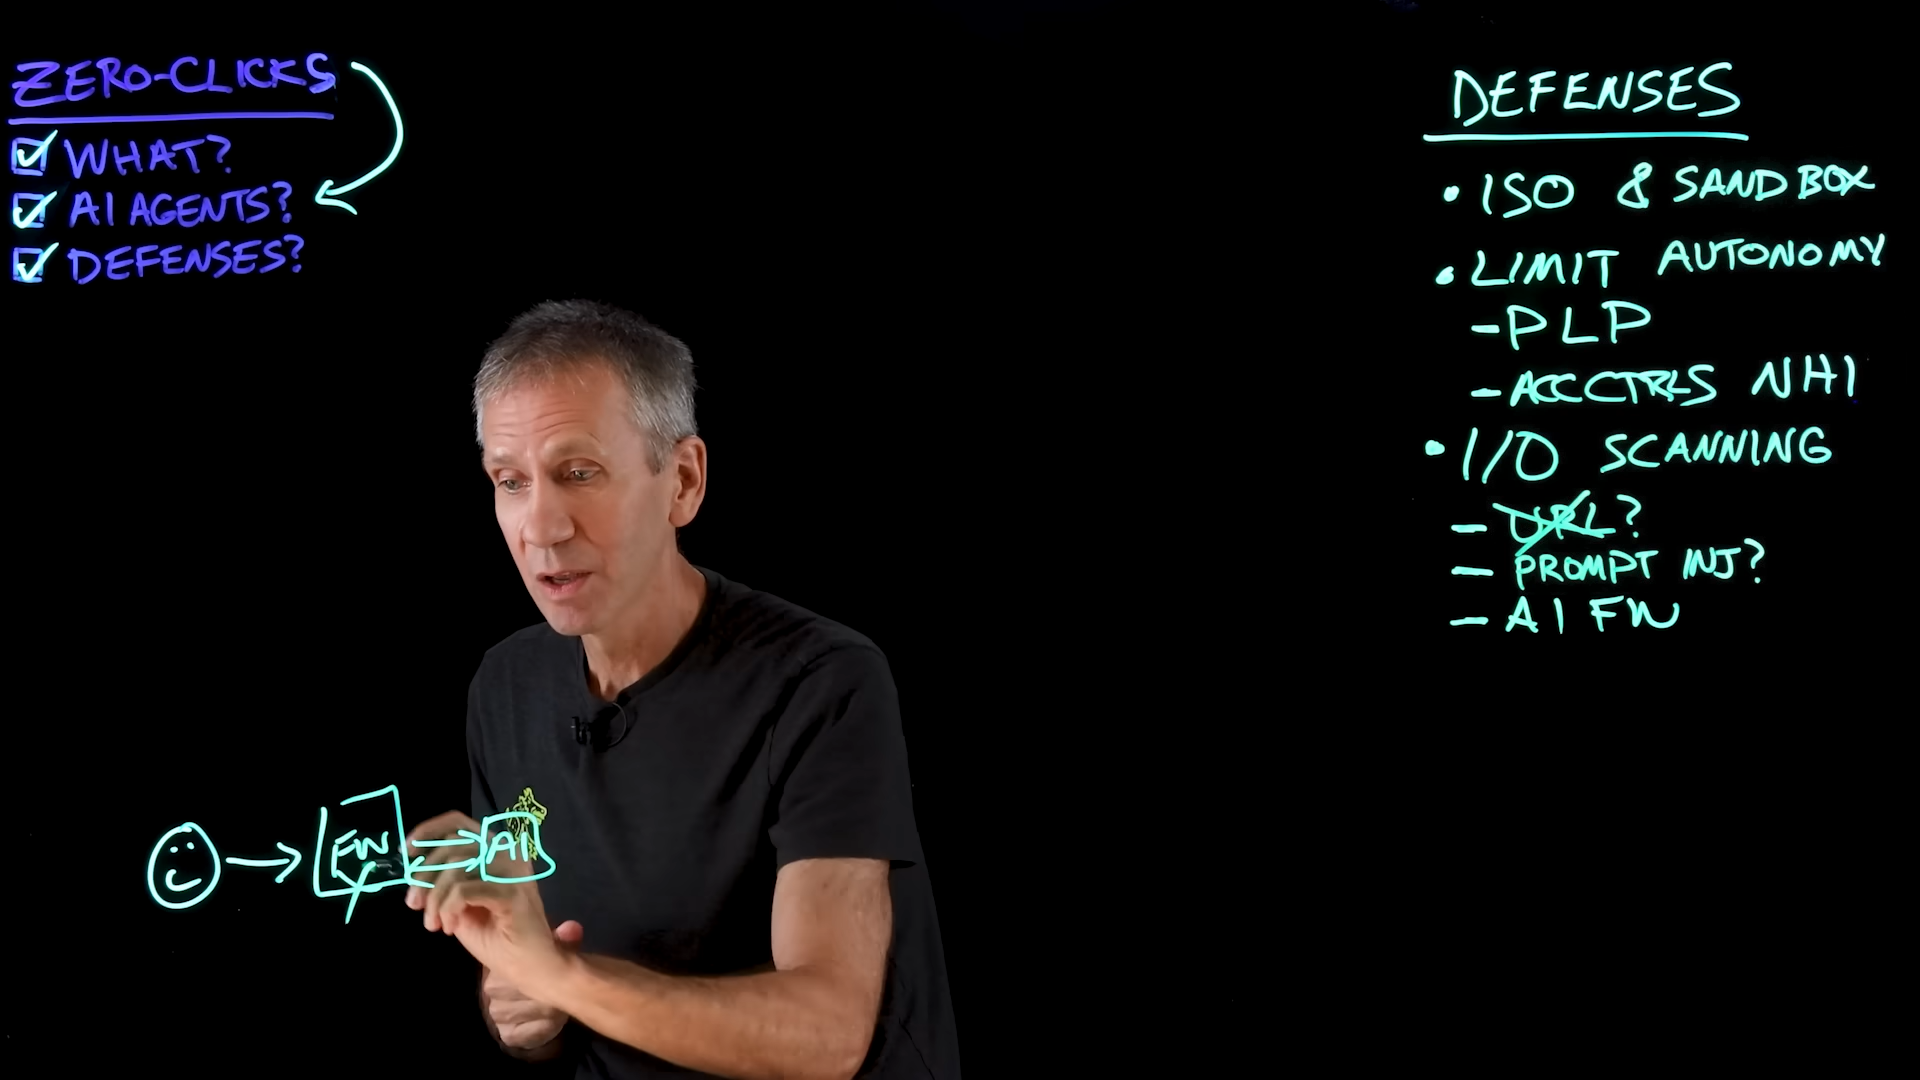 ZERO-CLICKS
WHAT?
AI AGENTS?
DEFENSES?
DEFENSES
• ISO & SANDBOX
• LIMIT AUTONOMY
- PLP
- ACCCTRLS NHI
• I/O SCANNING
- URL?
- PROMPT INJ?
- AI FW
FW
AI